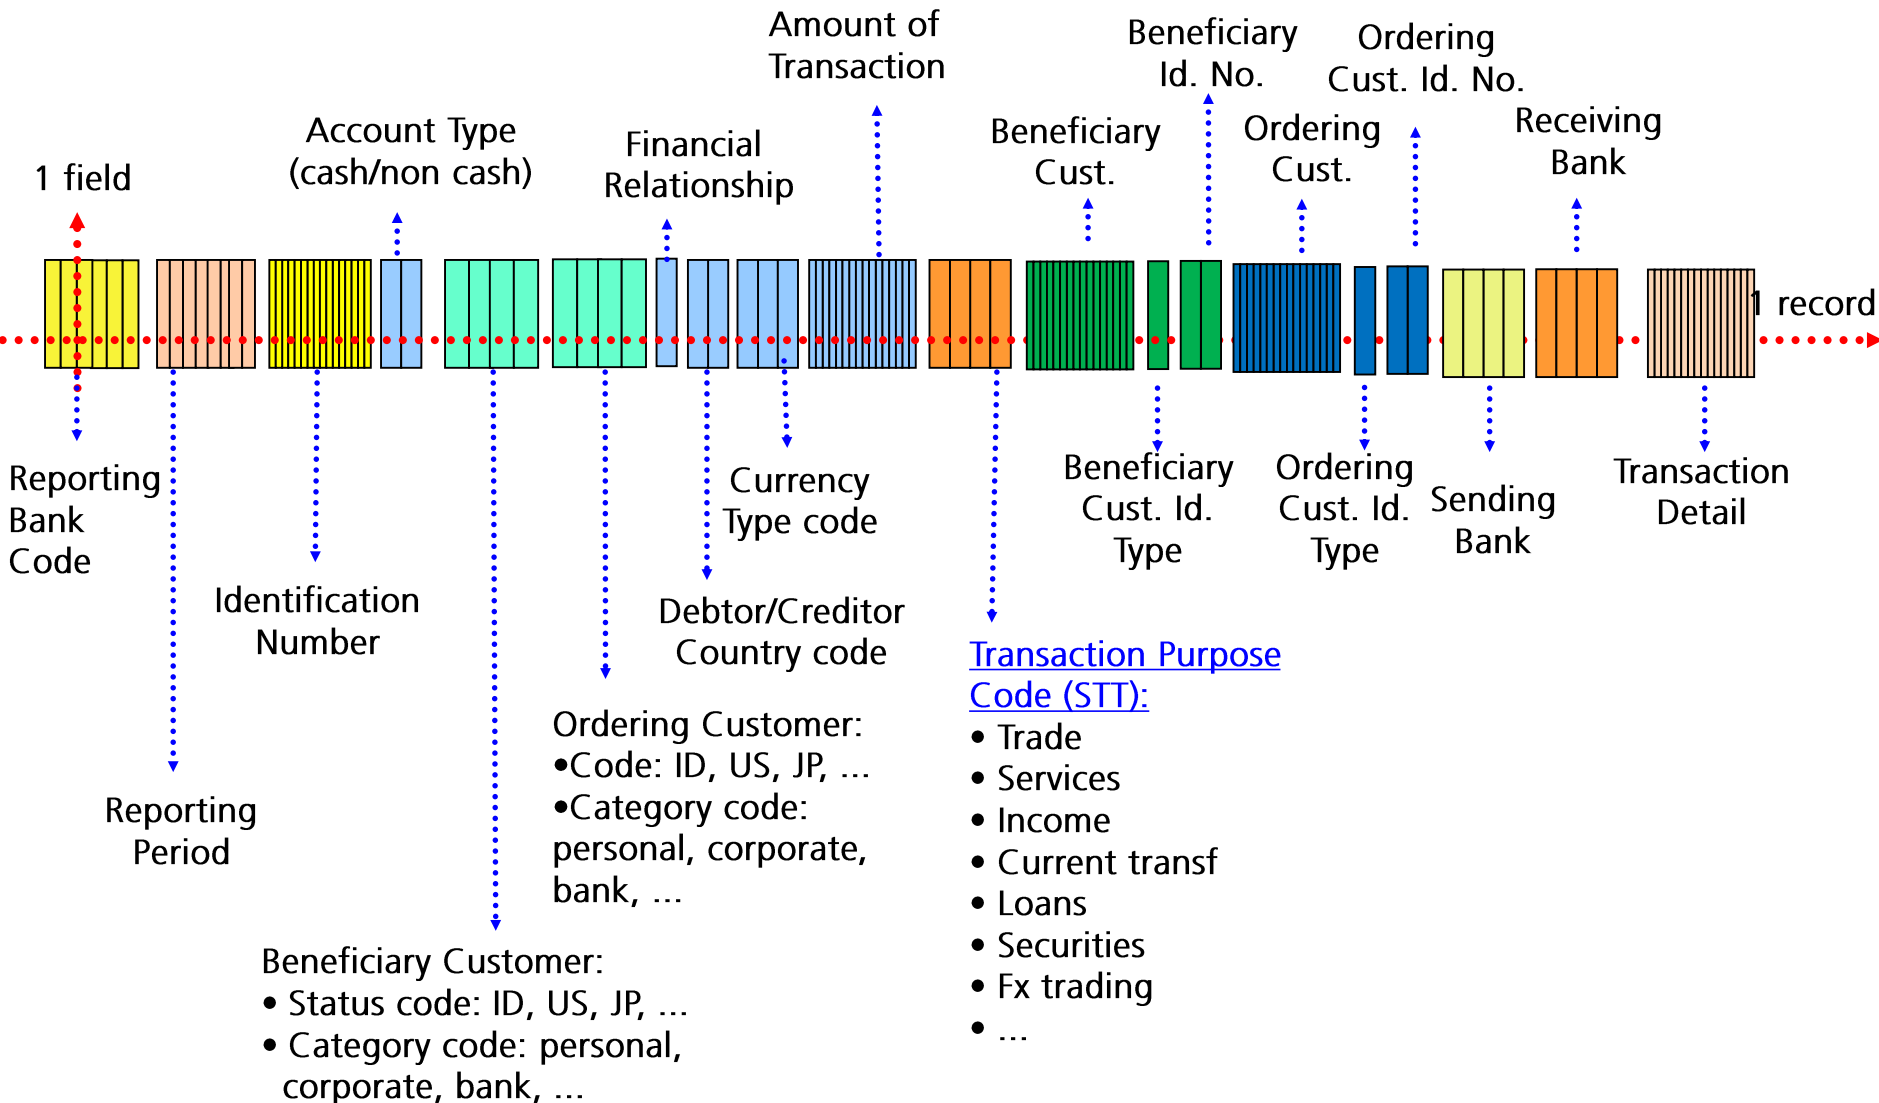 Amount of
Transaction
Beneficiary
Id. No.
Ordering
Cust. Id. No.
Account Type
(cash/non cash)
Financial
Relationship
Beneficiary
Cust.
Ordering
Cust.
Receiving
Bank
1 field
1 record
Reporting
Bank
Code
Currency
Type code
Beneficiary
Cust. Id.
Type
Ordering
Cust. Id.
Type
Sending
Bank
Transaction
Detail
Identification
Number
Debtor/Creditor
Country code
Transaction Purpose
Code (STT):
• Trade
• Services
• Income
• Current transf
• Loans
• Securities
• Fx trading
• ...
Ordering Customer:
•Code: ID, US, JP, ...
•Category code:
personal, corporate,
bank, ...
Reporting
Period
Beneficiary Customer:
• Status code: ID, US, JP, ...
• Category code: personal,
corporate, bank, ...